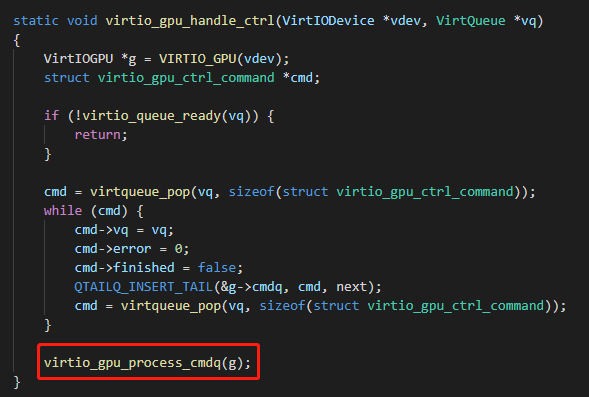 static void virtio_gpu_handle_ctrl(VirtIODevice *vdev, VirtQueue *vq)
{
    VirtIOGPU *g = VIRTIO_GPU(vdev);
    struct virtio_gpu_ctrl_command *cmd;

    if (!virtio_queue_ready(vq)) {
        return;
    }

    cmd = virtqueue_pop(vq, sizeof(struct virtio_gpu_ctrl_command));
    while (cmd) {
        cmd->vq = vq;
        cmd->error = 0;
        cmd->finished = false;
        QTAILQ_INSERT_TAIL(&g->cmdq, cmd, next);
        cmd = virtqueue_pop(vq, sizeof(struct virtio_gpu_ctrl_command));
    }

    virtio_gpu_process_cmdq(g);
}